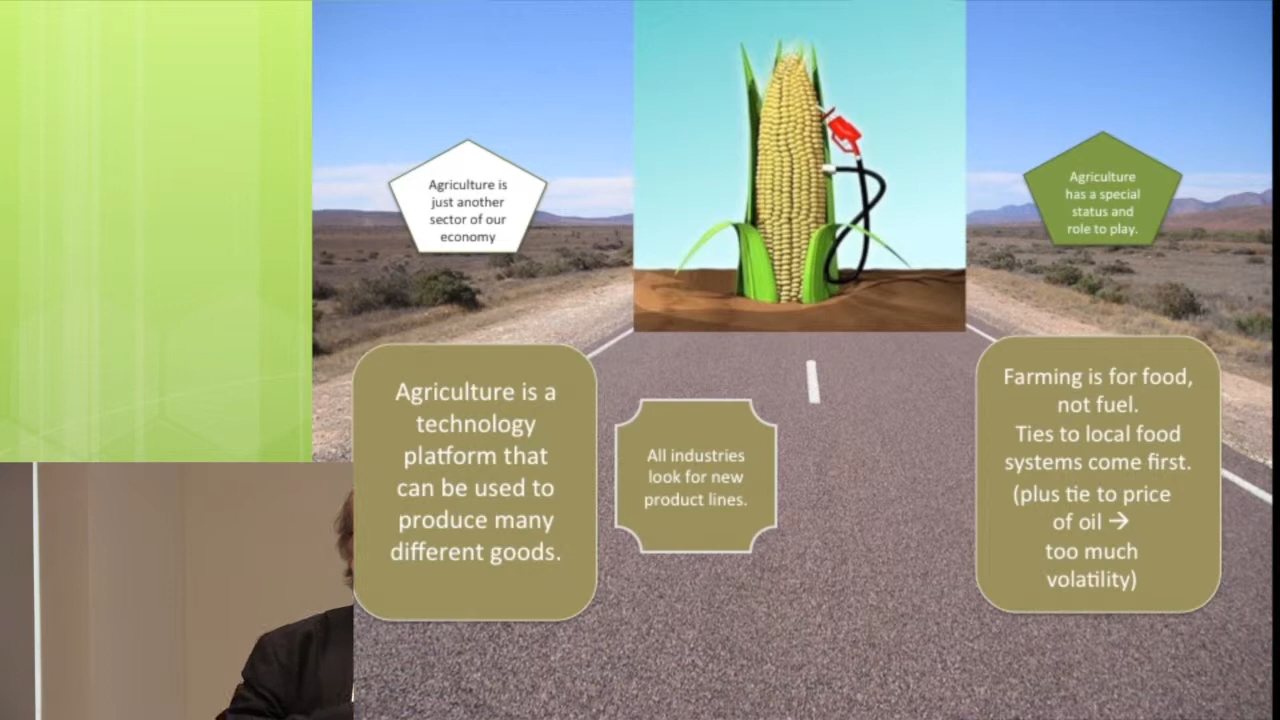 Agriculture is
just another
sector of our
economy
Agriculture
has a special
status and
role to play.
Agriculture is a
technology
platform that
can be used to
produce many
different goods.
All industries
look for new
product lines.
Farming is for food,
not fuel.
Ties to local food
systems come first.
(plus tie to price
of oil →
too much
volatility)